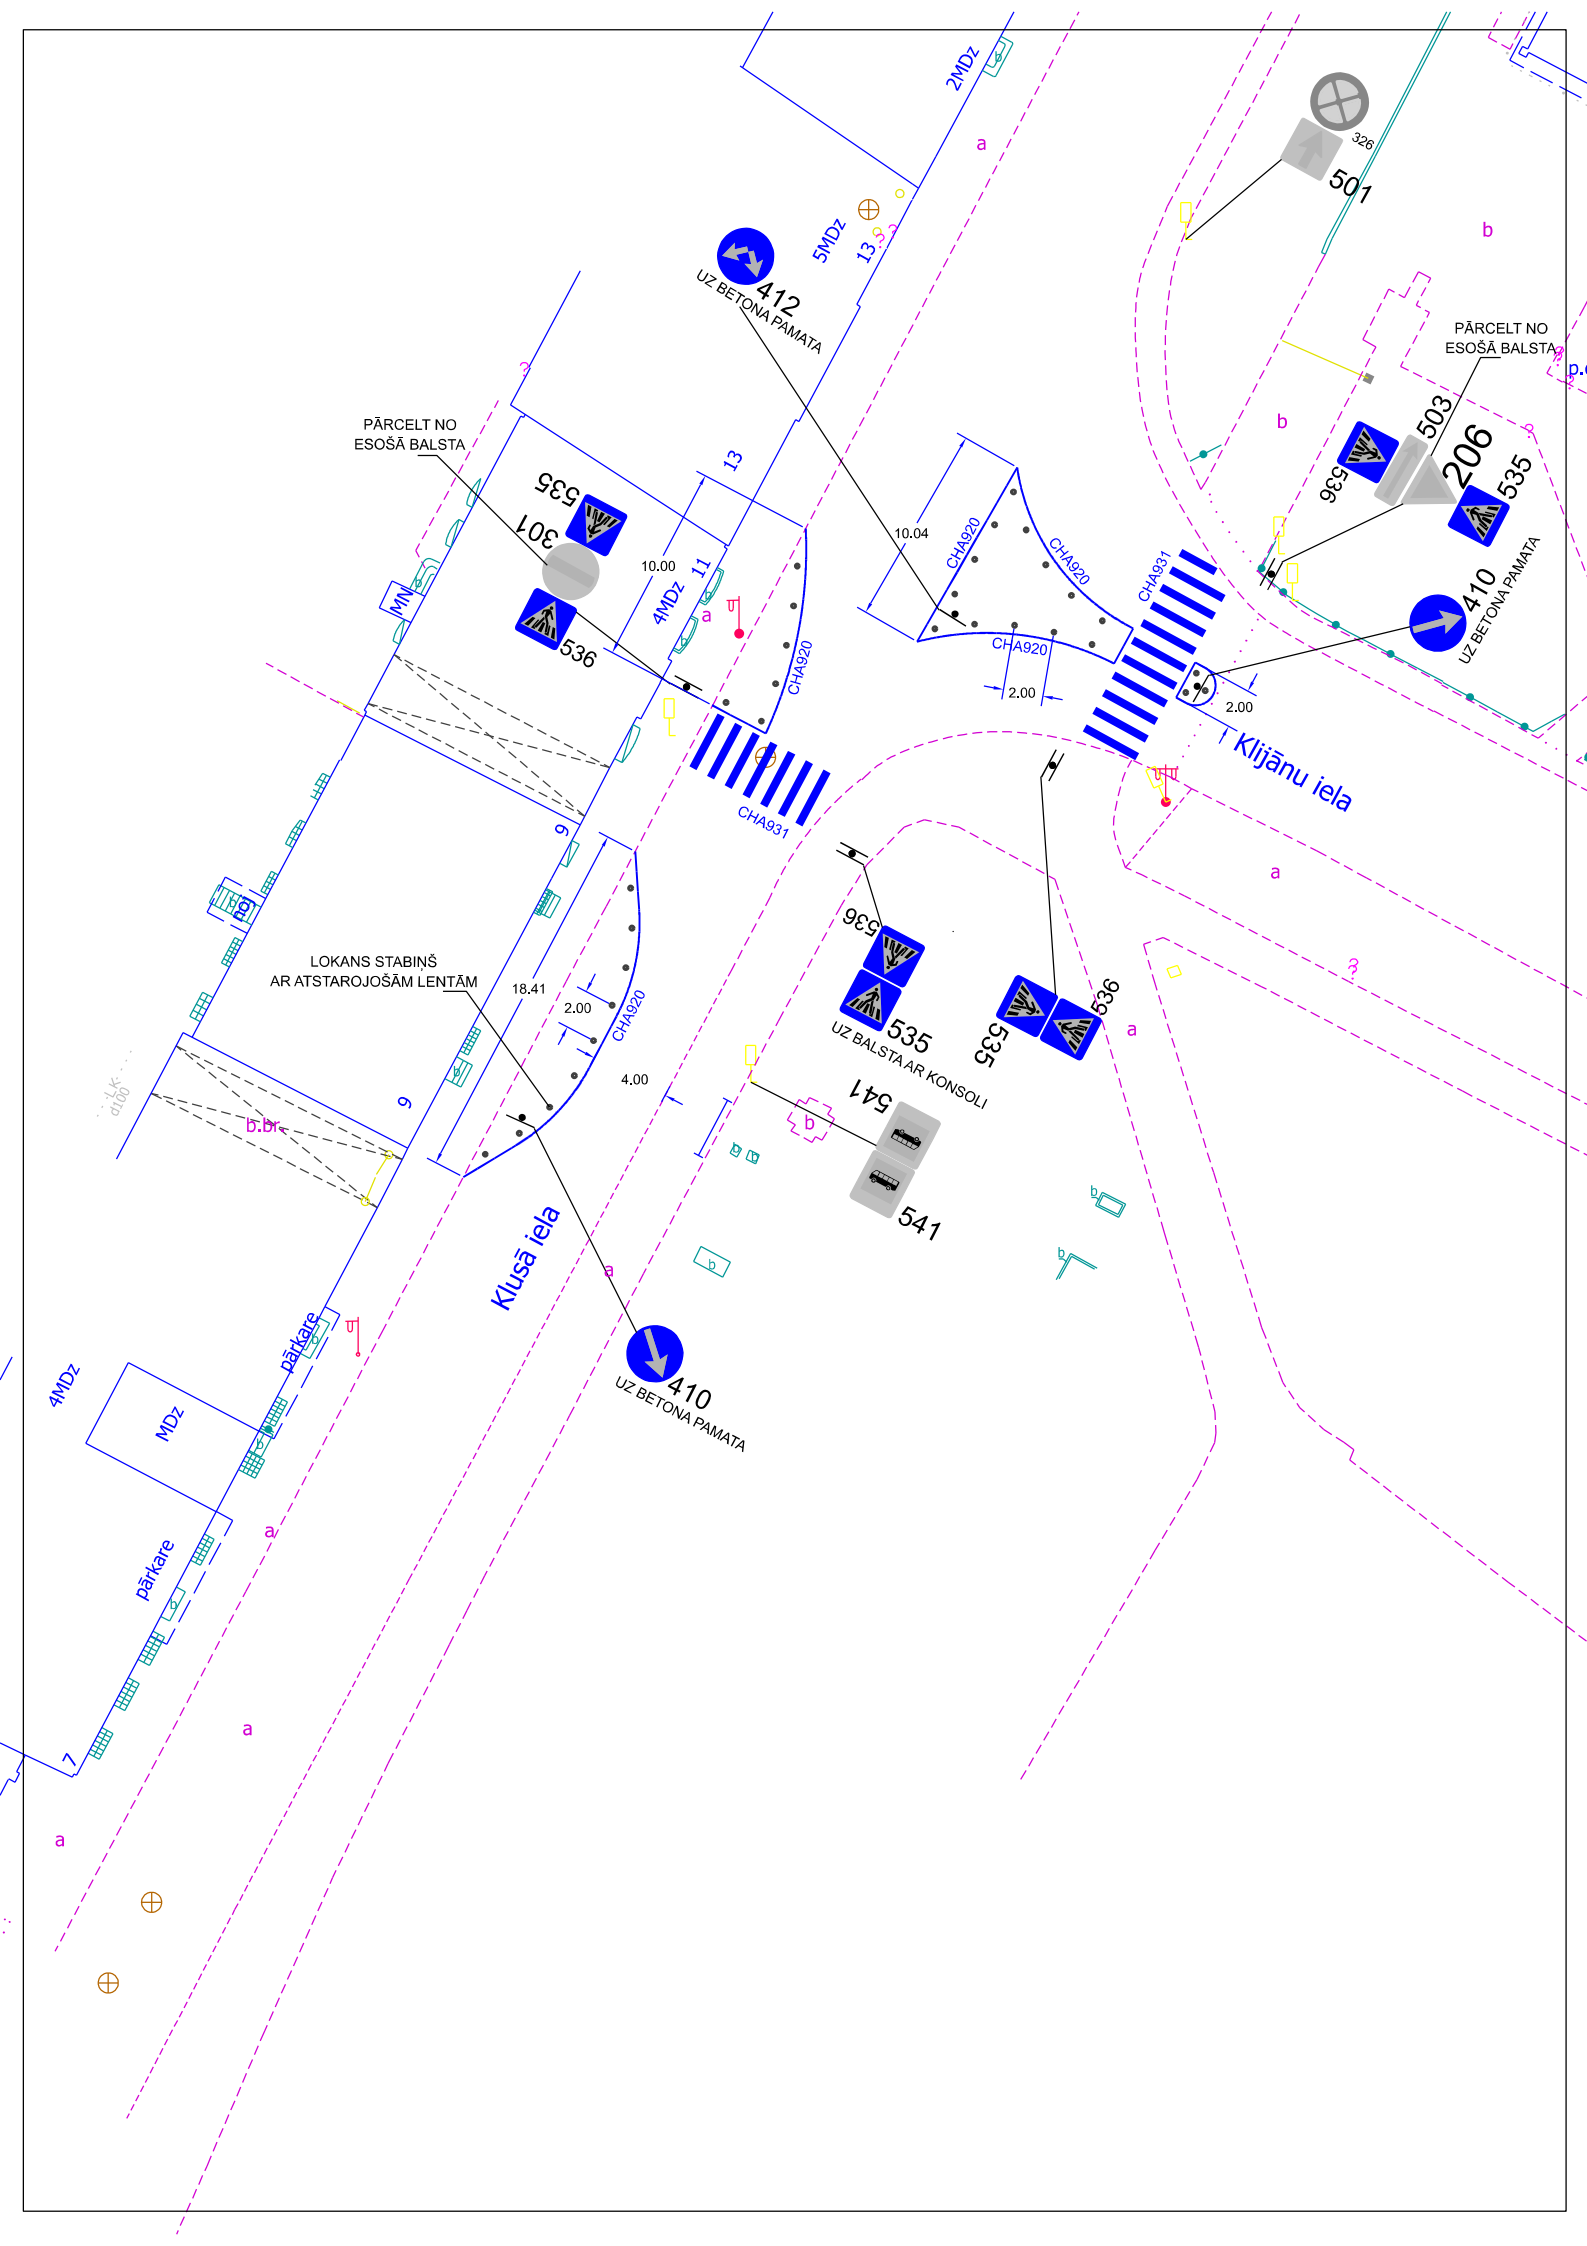 2MDz
b
a
326
501
b
5MDz
13
? ?
412
UZ BETONA PAMATA
PĀRCELT NO
ESOŠĀ BALSTA
?
?
p.
?
PĀRCELT NO
ESOŠĀ BALSTA
b
503
206
535
536
?
13
535
301
536
10.00
11
4MDz
a
MN
10.04
CHA920
CHA920
CHA920
CHA920
2.00
CHA931
410
UZ BETONA PAMATA
2.00
Klijānu iela
CHA931
9
noj
b
a
LOKANS STABIŅŠ
AR ATSTAROJOŠĀM LENTĀM
18.41
2.00
CHA920
4.00
536
535
UZ BALSTA AR KONSOLI
535
536
a
?
LK
d100
b.br.
9
b
541
541
b
b
b
b
b
b
Klusā iela
a
410
UZ BETONA PAMATA
pārkare
b
4MDz
MDz
b
a
pārkare
b
a
7
a